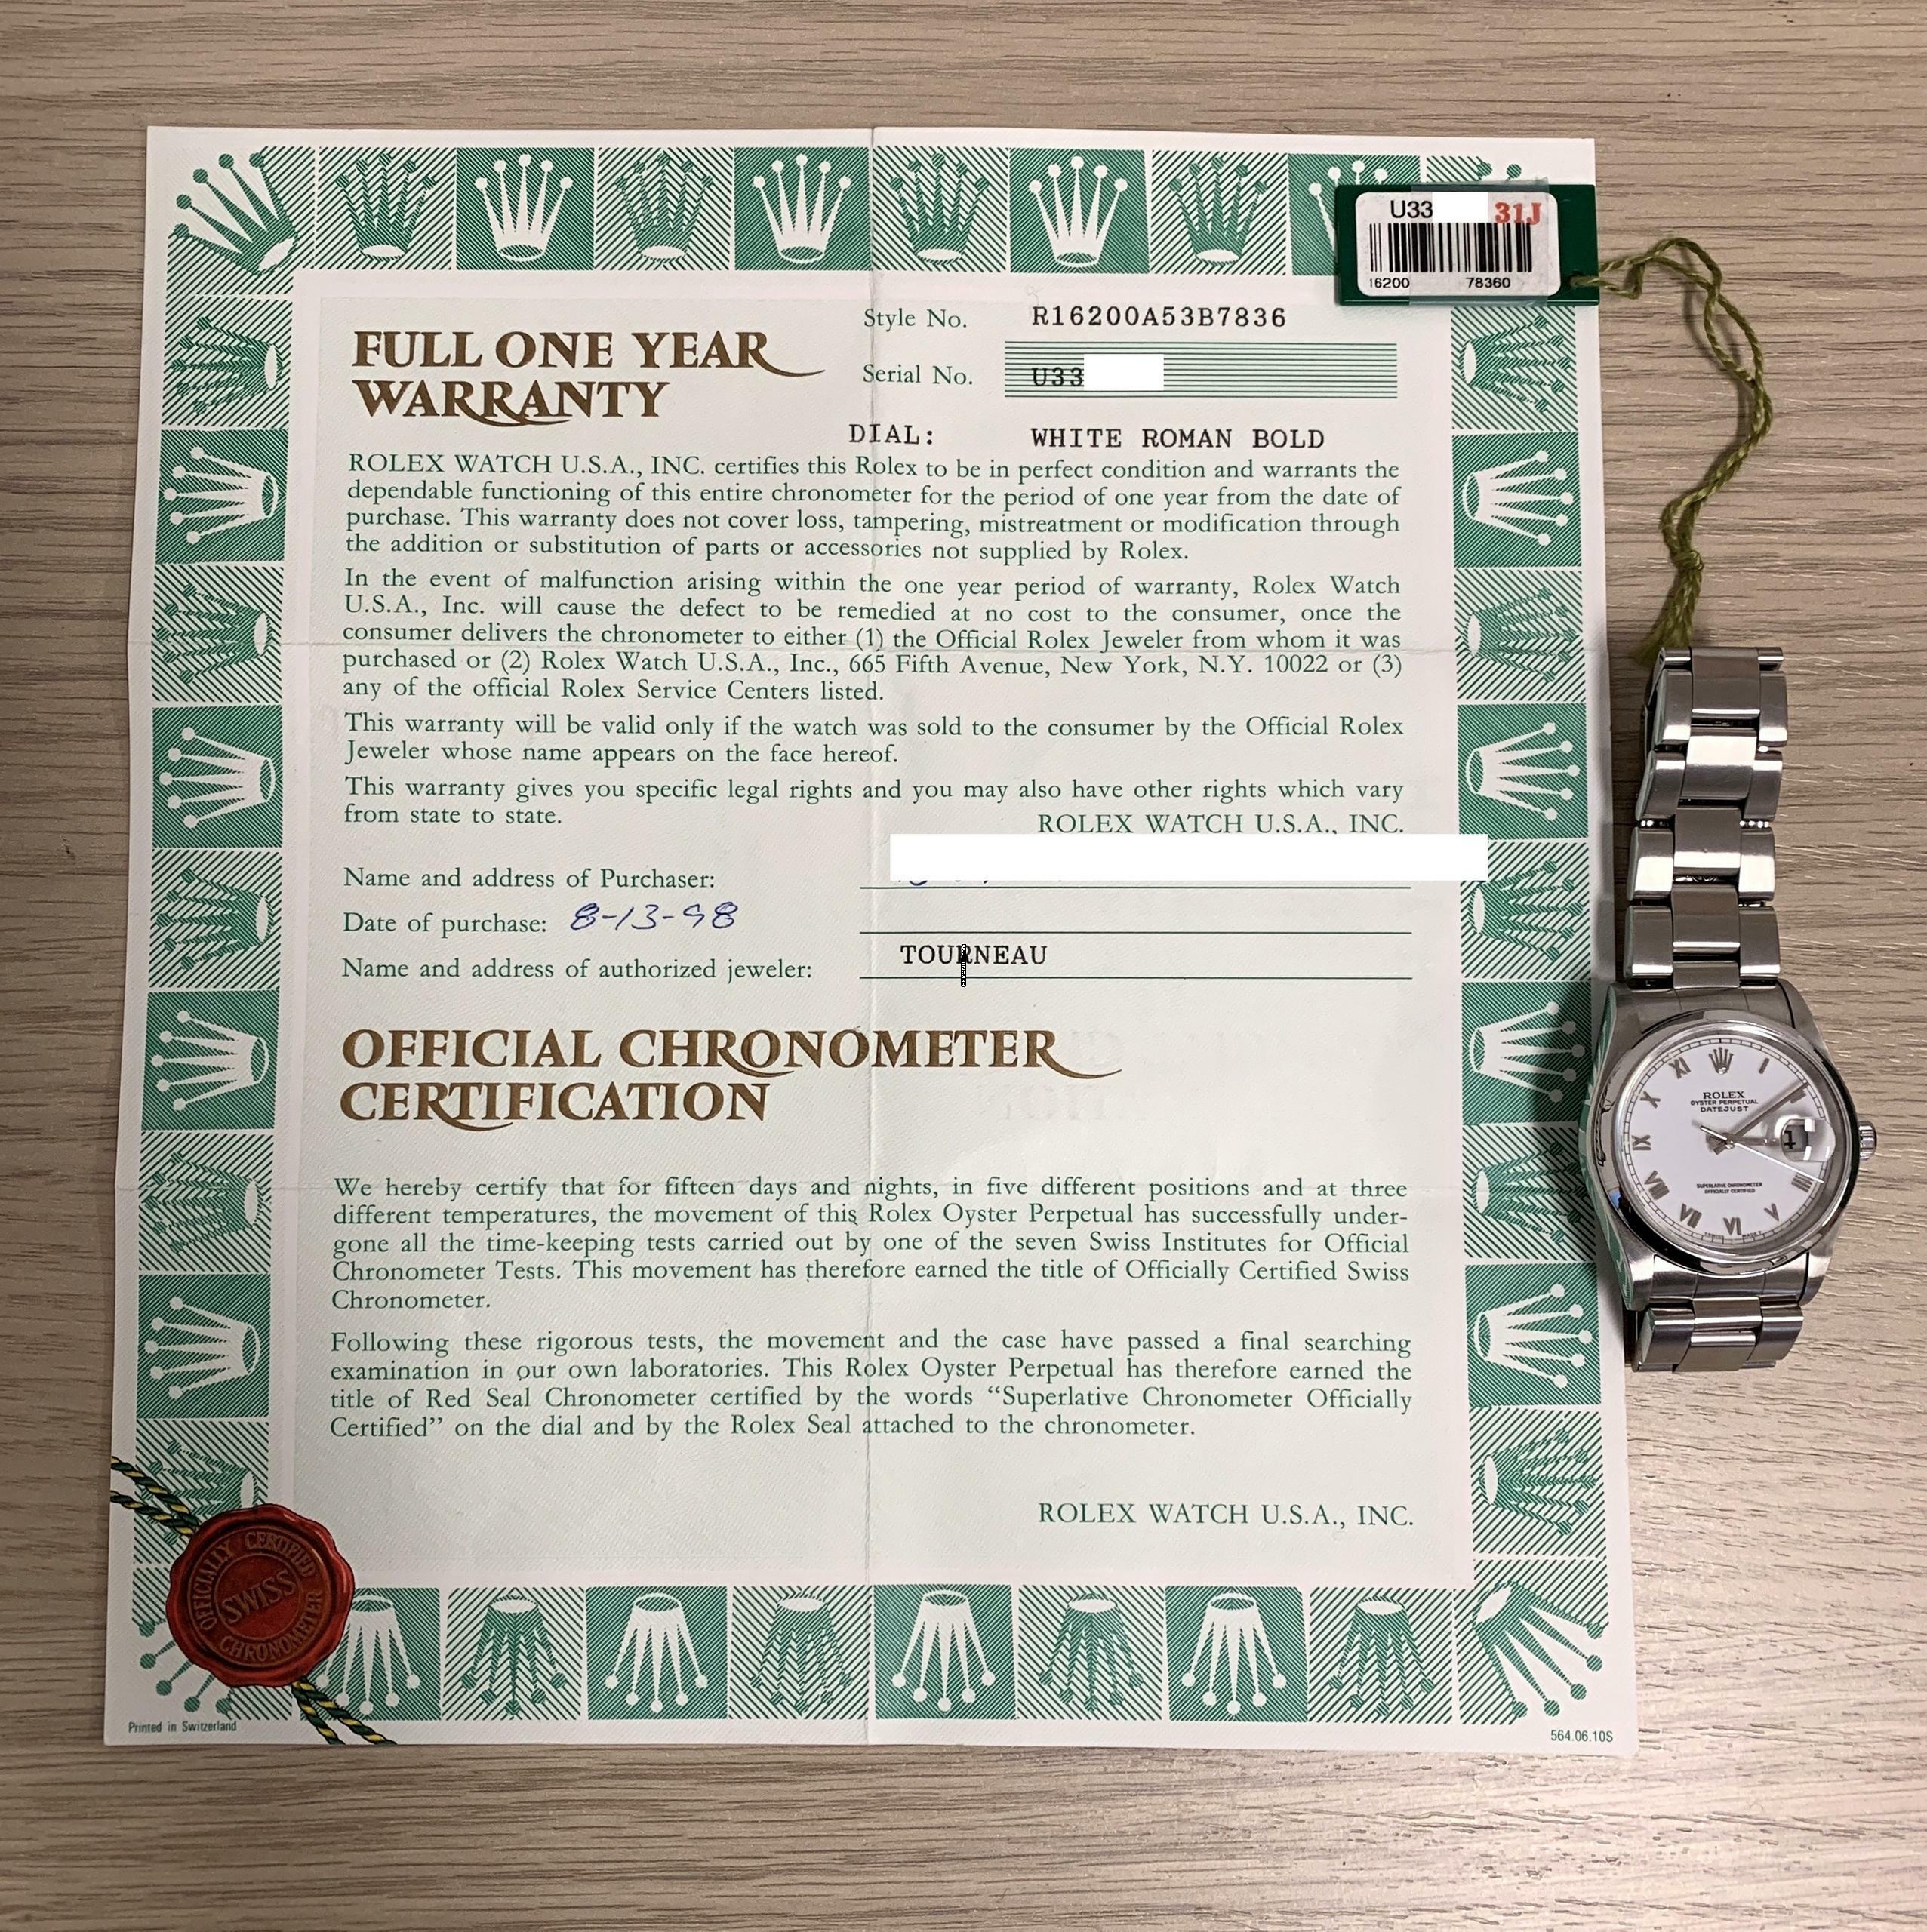 U33
31J
16200 78360
Style No. R16200A53B7836
FULL ONE YEAR
WARRANTY
Serial No. U33
DIAL: WHITE ROMAN BOLD
ROLEX WATCH U.S.A., INC. certifies this Rolex to be in perfect condition and warrants the
dependable functioning of this entire chronometer for the period of one year from the date of
purchase. This warranty does not cover loss, tampering, mistreatment or modification through
the addition or substitution of parts or accessories not supplied by Rolex.
In the event of malfunction arising within the one year period of warranty, Rolex Watch
U.S.A., Inc. will cause the defect to be remedied at no cost to the consumer, once the
consumer delivers the chronometer to either (1) the Official Rolex Jeweler from whom it was
purchased or (2) Rolex Watch U.S.A., Inc., 665 Fifth Avenue, New York, N.Y. 10022 or (3)
any of the official Rolex Service Centers listed.
This warranty will be valid only if the watch was sold to the consumer by the Official Rolex
Jeweler whose name appears on the face hereof.
This warranty gives you specific legal rights and you may also have other rights which vary
from state to state.
ROLEX WATCH U.S.A., INC.
Name and address of Purchaser:
Date of purchase: 8-13-98
Name and address of authorized jeweler: TOURNEAU
OFFICIAL CHRONOMETER
CERTIFICATION
We hereby certify that for fifteen days and nights, in five different positions and at three
different temperatures, the movement of this Rolex Oyster Perpetual has successfully under-
gone all the time-keeping tests carried out by one of the seven Swiss Institutes for Official
Chronometer Tests. This movement has therefore earned the title of Officially Certified Swiss
Chronometer.
Following these rigorous tests, the movement and the case have passed a final searching
examination in our own laboratories. This Rolex Oyster Perpetual has therefore earned the
title of Red Seal Chronometer certified by the words “Superlative Chronometer Officially
Certified” on the dial and by the Rolex Seal attached to the chronometer.
ROLEX WATCH U.S.A., INC.
OFFICIALLY CERTIFIED
SWISS
CHRONOMETER
Printed in Switzerland
564.06.10S
XI I
X II
IX
VIII IIII
VII VI V
ROLEX
OYSTER PERPETUAL
DATEJUST
SUPERLATIVE CHRONOMETER
OFFICIALLY CERTIFIED